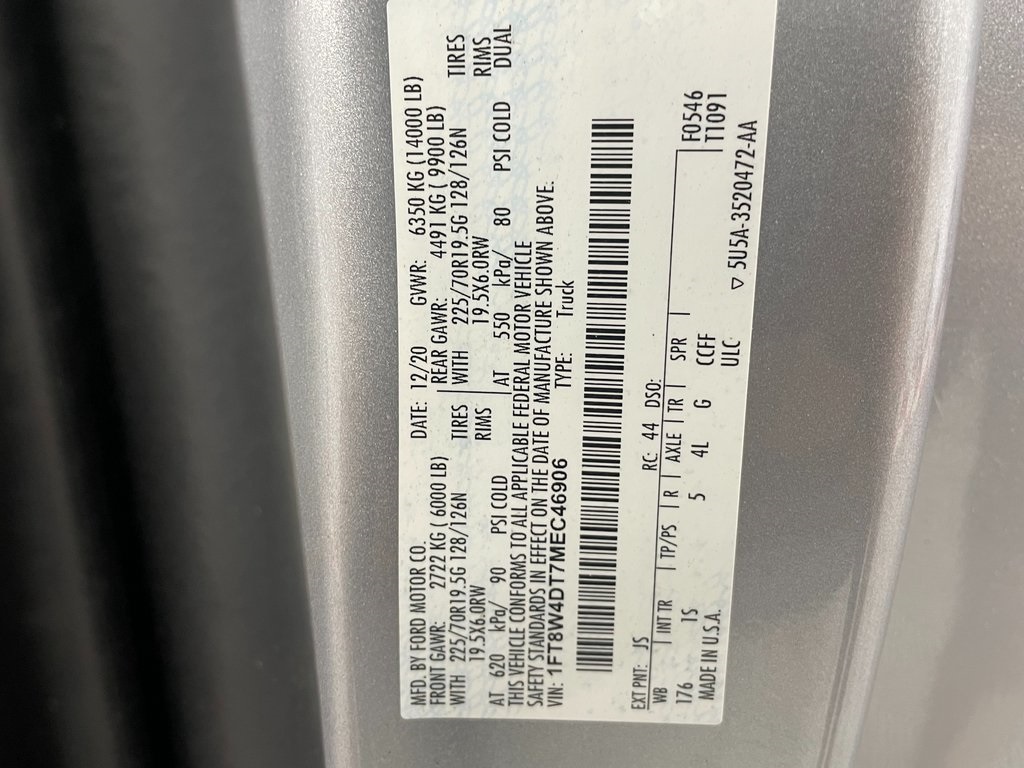 MFD. BY FORD MOTOR CO. DATE: 12/20 GVWR: 6350 KG (14000 LB)
FRONT GAWR: 2722 KG ( 6000 LB) REAR GAWR: 4491 KG ( 9900 LB)
WITH 225/70R19.5G 128/126N TIRES WITH 225/70R19.5G 128/126N TIRES
19.5X6.0RW RIMS 19.5X6.0RW RIMS
AT 620 kPa/ 90 PSI COLD AT 550 kPa/ 80 PSI COLD DUAL
THIS VEHICLE CONFORMS TO ALL APPLICABLE FEDERAL MOTOR VEHICLE
SAFETY STANDARDS IN EFFECT ON THE DATE OF MANUFACTURE SHOWN ABOVE.
VIN: 1FT8W4DT7MEC46906 TYPE: Truck
EXT PNT: JS RC: 44 DSO:
WB INT TR TP/PS R AXLE TR SPR F0546
176 1S 5 4L G CCFF T1091
MADE IN U.S.A. ULC
▽ 5U5A-3520472-AA